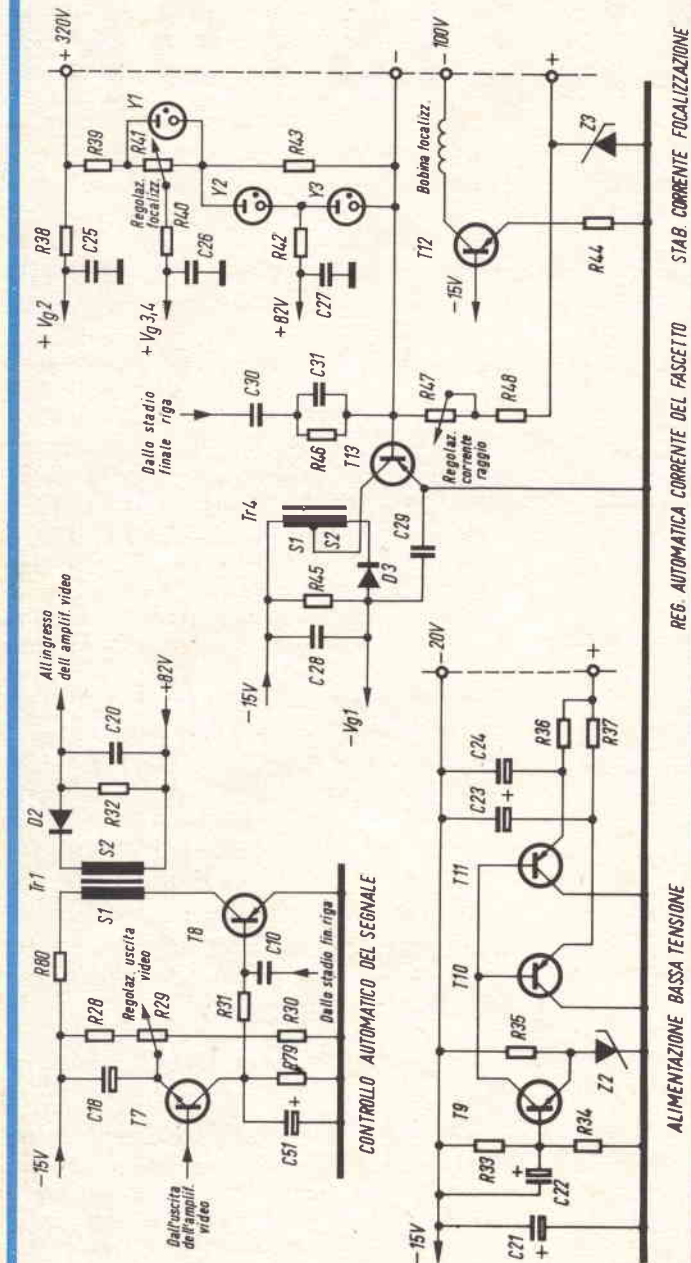 -15V
C18
R28
R80
Tr1
D2
All'ingresso
dell'amplif. video
T7
Regolaz. uscita
video
R29
S1
S2
R32
C20
+82V
Dall'uscita
dell'amplif.
video
C51
+
R79
R30
R31
C10
T8
Dallo stadio fin. riga
CONTROLLO AUTOMATICO DEL SEGNALE
+ Vg2
R38
C25
R39
+ 320V
+ Vg3,4
R40
C26
Regolaz.
focalizz.
R41
Y1
+82V
R42
C27
Y2
Y3
R43
-
Dallo stadio
finale riga
C30
R46
C31
-15V
C28
R45
Tr4
S1
S2
T13
-Vg1
D3
C29
Regolaz.
corrente
raggio
R47
R48
T12
-15V
Bobina focalizz.
-100V
R44
Z3
+
-15V
C21
+
C22
+
R33
R34
T9
R35
Z2
T10
T11
C23
+
C24
-20V
R36
R37
+
ALIMENTAZIONE BASSA TENSIONE
REG. AUTOMATICA CORRENTE DEL FASCETTO
STAB. CORRENTE FOCALIZZAZIONE